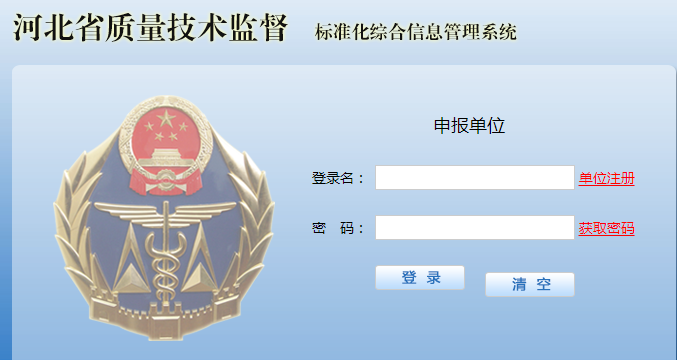 河北省质量技术监督 标准化综合信息管理系统
申报单位
登录名： 单位注册
密 码： 获取密码
登 录 清 空